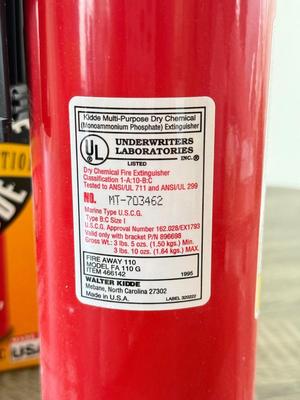 Kidde Multi-Purpose Dry Chemical
(Monoammonium Phosphate) Extinguisher
UL
UNDERWRITERS
LABORATORIES
INC.®
LISTED
Dry Chemical Fire Extinguisher
Classification 1-A:10-B:C
Tested to ANSI/UL 711 and ANSI/UL 299
NO. MT-703462
Marine Type U.S.C.G.
Type B:C Size I
U.S.C.G. Approval Number 162.028/EX1793
Valid only with bracket P/N 896698
Gross Wt.: 3 lbs. 5 ozs. (1.50 kgs.) MIN.
3 lbs. 10 ozs. (1.64 kgs.) MAX.
FIRE AWAY 110
MODEL FA 110 G
ITEM 466142
1995
WALTER KIDDE
Mebane, North Carolina 27302
Made in U.S.A.
LABEL 320227
USA